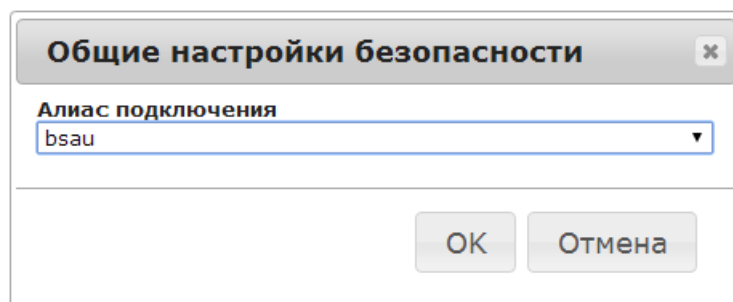 Общие настройки безопасности
Алиас подключения
bsau
OK
Отмена